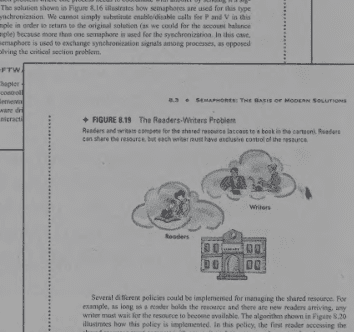 The solution shown in Figure 8.16 illustrates how semaphores are used for this type
synchronization. We cannot simply substitute enable/disable calls for P and V in this
mple in order to return to the original solution (as we could for the account balance
mple) because more than one semaphore is used for the synchronization. In this case,
semaphore is used to exchange synchronization signals among processes, as opposed
olving the critical section problem.
8.3 SEMAPHORES: THE BASIS OF MODERN SOLUTIONS
FIGURE 8.19 The Readers-Writers Problem
Readers and writers compete for the shared resource (access to a book in the cartoon). Readers
can share the resource, but each writer must have exclusive control of the resource.
Writers
Readers
Several different policies could be implemented for managing the shared resource. For
example, as long as a reader holds the resource and there are new readers arriving, any
writer must wait for the resource to become available. The algorithm shown in Figure 8.20
illustrates how this policy is implemented. In this policy, the first reader accessing the